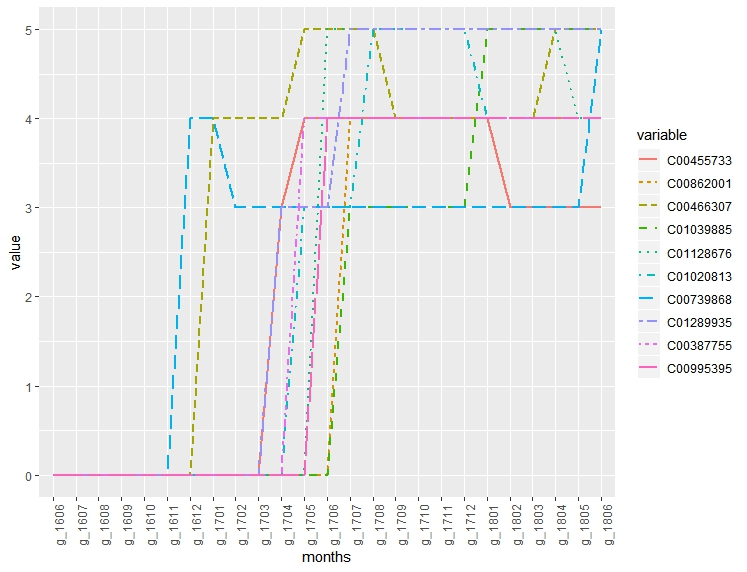 value
5
4
3
2
1
0
g_1606
g_1607
g_1608
g_1609
g_1610
g_1611
g_1612
g_1701
g_1702
g_1703
g_1704
g_1705
g_1706
g_1707
g_1708
g_1709
g_1710
g_1711
g_1712
g_1801
g_1802
g_1803
g_1804
g_1805
g_1806
months
variable
C00455733
C00862001
C00466307
C01039885
C01128676
C01020813
C00739868
C01289935
C00387755
C00995395